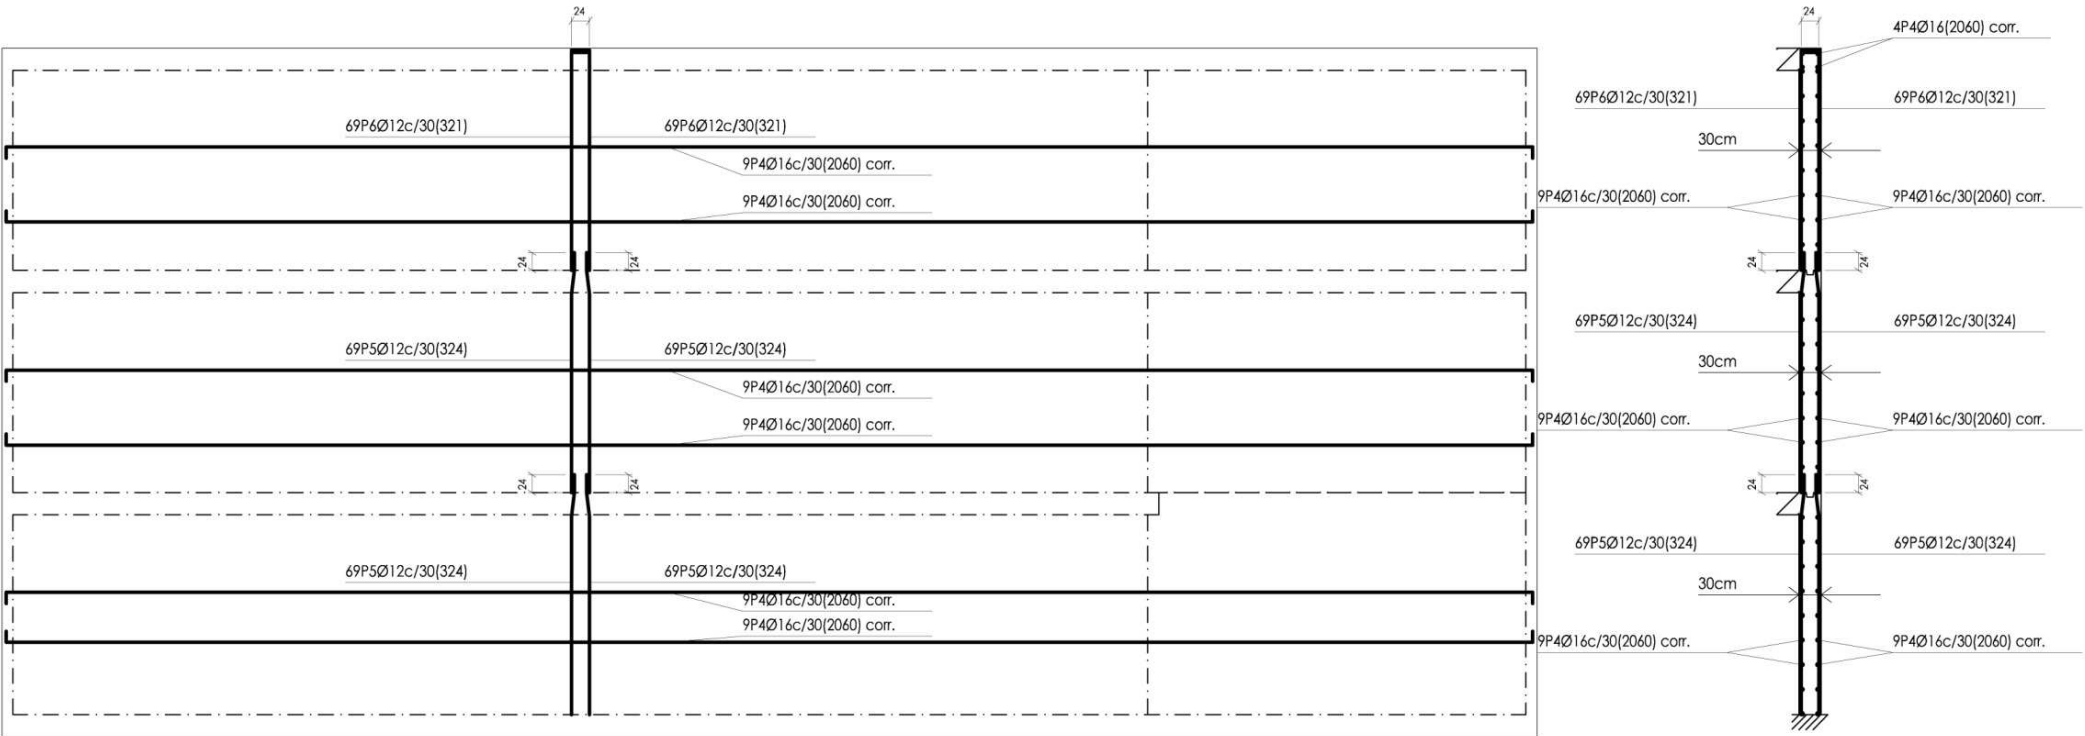 24
24
4P4Ø16(2060) corr.
69P6Ø12c/30(321)
69P6Ø12c/30(321)
69P6Ø12c/30(321)
69P6Ø12c/30(321)
30cm
9P4Ø16c/30(2060) corr.
9P4Ø16c/30(2060) corr.
9P4Ø16c/30(2060) corr.
9P4Ø16c/30(2060) corr.
24
24
24
24
69P5Ø12c/30(324)
69P5Ø12c/30(324)
69P5Ø12c/30(324)
69P5Ø12c/30(324)
30cm
9P4Ø16c/30(2060) corr.
9P4Ø16c/30(2060) corr.
9P4Ø16c/30(2060) corr.
9P4Ø16c/30(2060) corr.
24
24
24
24
69P5Ø12c/30(324)
69P5Ø12c/30(324)
69P5Ø12c/30(324)
69P5Ø12c/30(324)
30cm
9P4Ø16c/30(2060) corr.
9P4Ø16c/30(2060) corr.
9P4Ø16c/30(2060) corr.
9P4Ø16c/30(2060) corr.